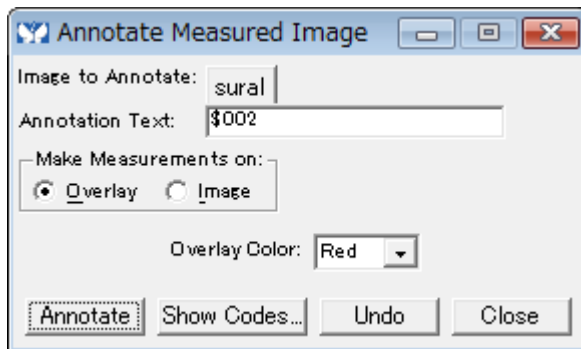 Annotate Measured Image
Image to Annotate: sural
Annotation Text: $002
Make Measurements on:
Overlay Image
Overlay Color: Red
Annotate Show Codes... Undo Close